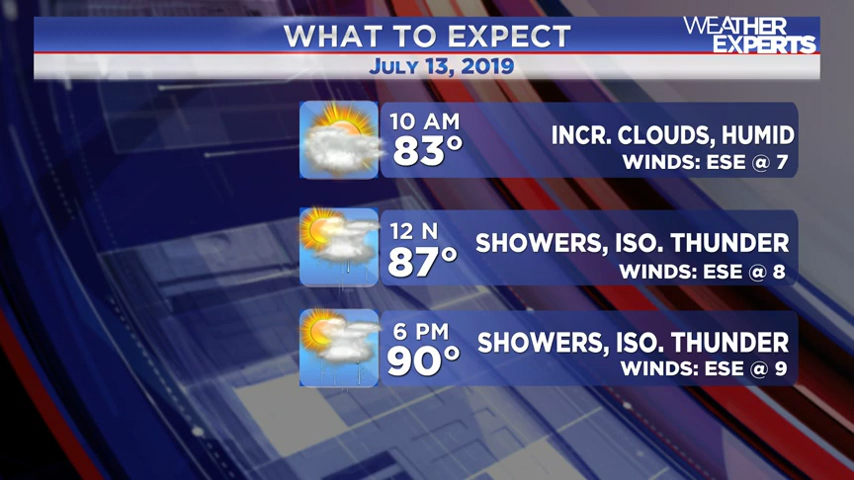 WHAT TO EXPECT
WEATHER
EXPERTS
JULY 13, 2019
10 AM
83°
INCR. CLOUDS, HUMID
WINDS: ESE @ 7
12 N
87°
SHOWERS, ISO. THUNDER
WINDS: ESE @ 8
6 PM
90°
SHOWERS, ISO. THUNDER
WINDS: ESE @ 9